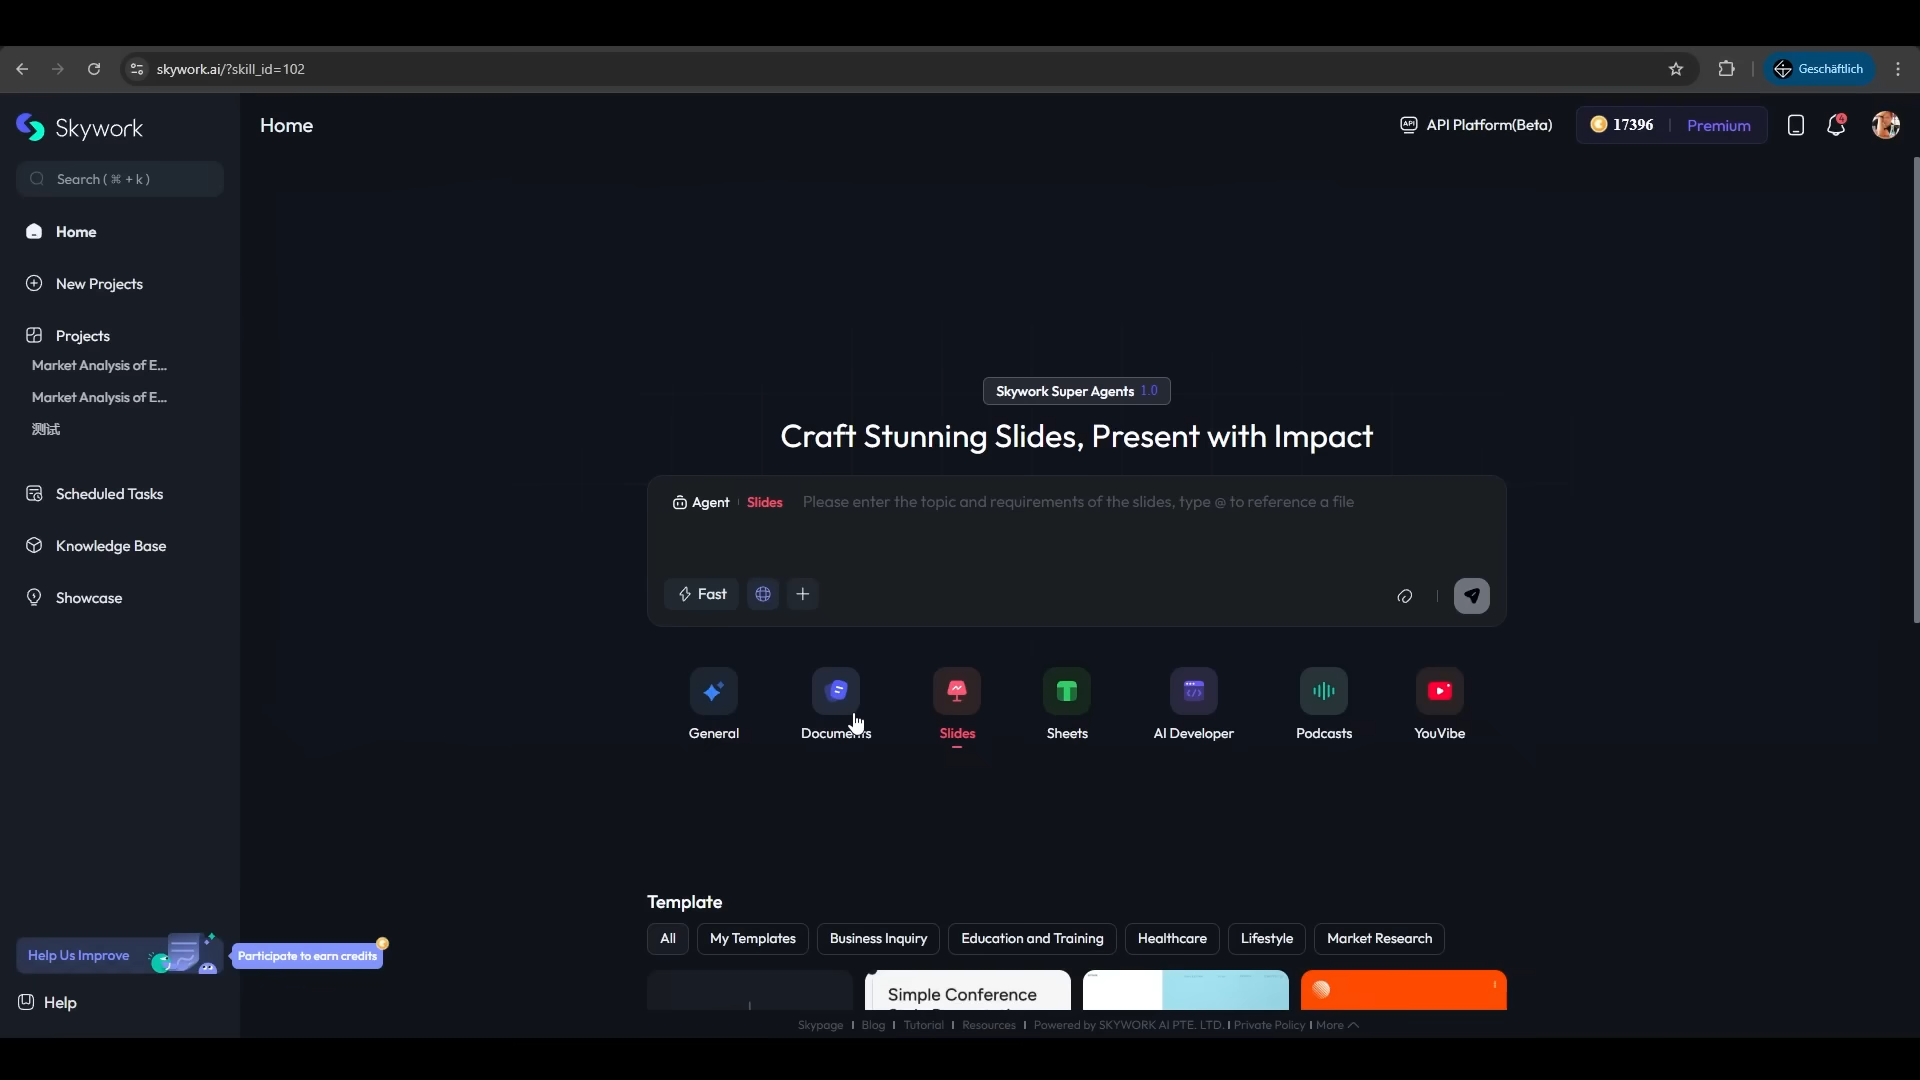 skywork.ai/?skill_id=102
Geschäftlich
Skywork
Home
API Platform(Beta)
17396 | Premium
4
Search ( ⌘ + k )
Home
New Projects
Projects
Market Analysis of E...
Market Analysis of E...
测试
Scheduled Tasks
Knowledge Base
Showcase
Skywork Super Agents 1.0
Craft Stunning Slides, Present with Impact
Agent | Slides Please enter the topic and requirements of the slides, type @ to reference a file
Fast
General
Documents
Slides
Sheets
AI Developer
Podcasts
YouVibe
Template
All
My Templates
Business Inquiry
Education and Training
Healthcare
Lifestyle
Market Research
Simple Conference
Help Us Improve
Participate to earn credits
Help
Skypage | Blog | Tutorial | Resources | Powered by SKYWORK AI PTE. LTD. | Private Policy | More